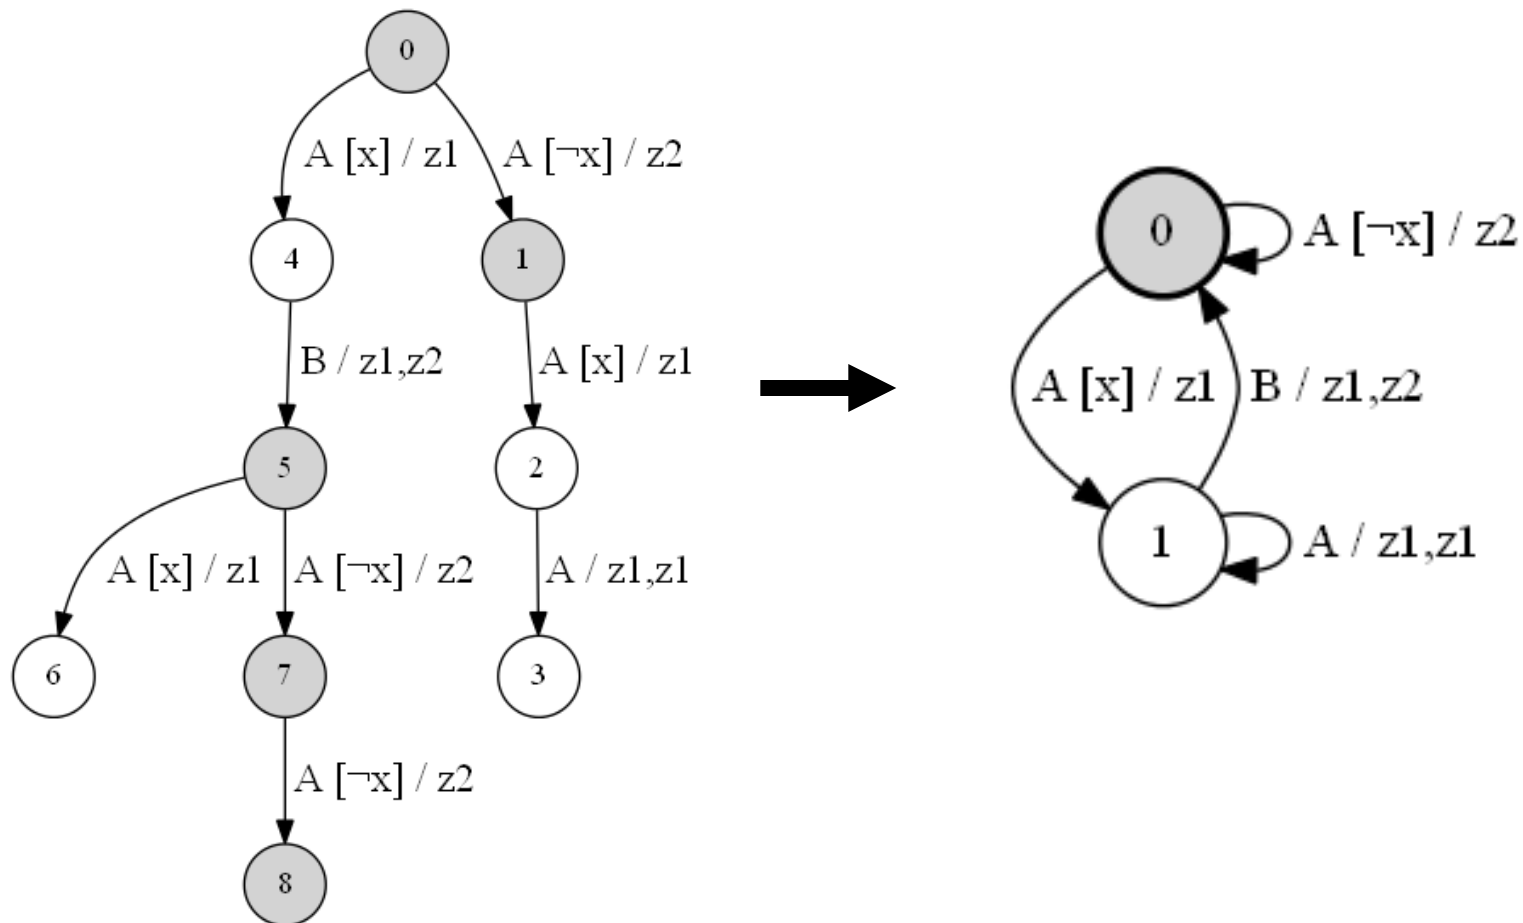 0
A [x] / z1
A [¬x] / z2
4
1
B / z1,z2
A [x] / z1
5
2
A [x] / z1
A [¬x] / z2
A / z1,z1
6
7
3
A [¬x] / z2
8
0
A [¬x] / z2
A [x] / z1
B / z1,z2
1
A / z1,z1